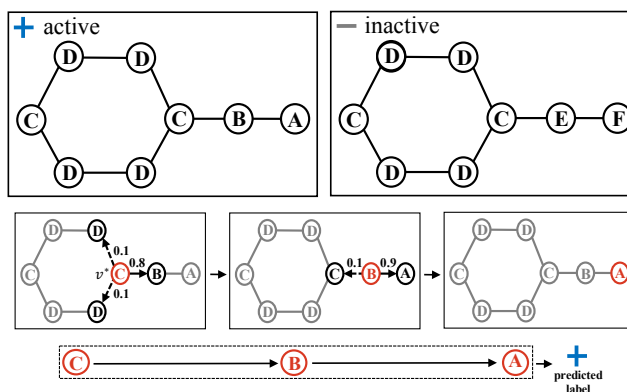 + active
D D
C C B A
D D
− inactive
D D
C C E F
D D
D D
0.1
C v* C 0.8 B A
0.1
D D
D D
C C 0.1 B 0.9 A
D D
D D
C C B A
D D
C B A +
predicted
label